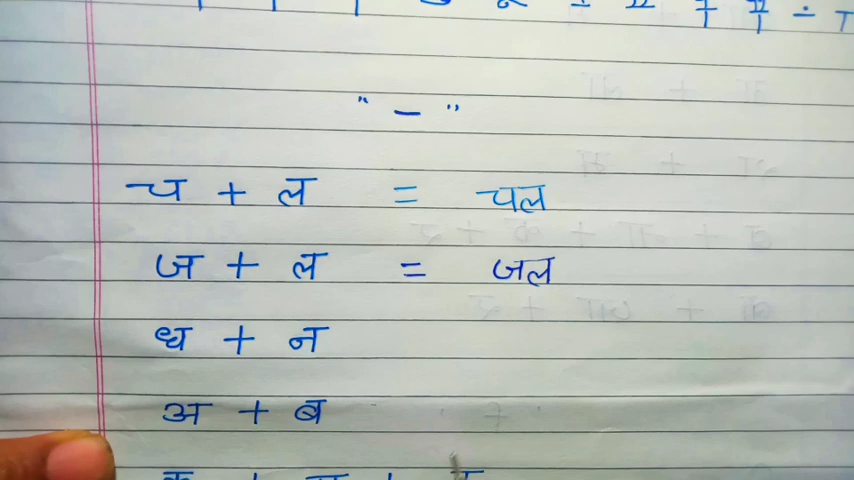 " – "
च + ल = चल
ज + ल = जल
ध + न
अ + ब